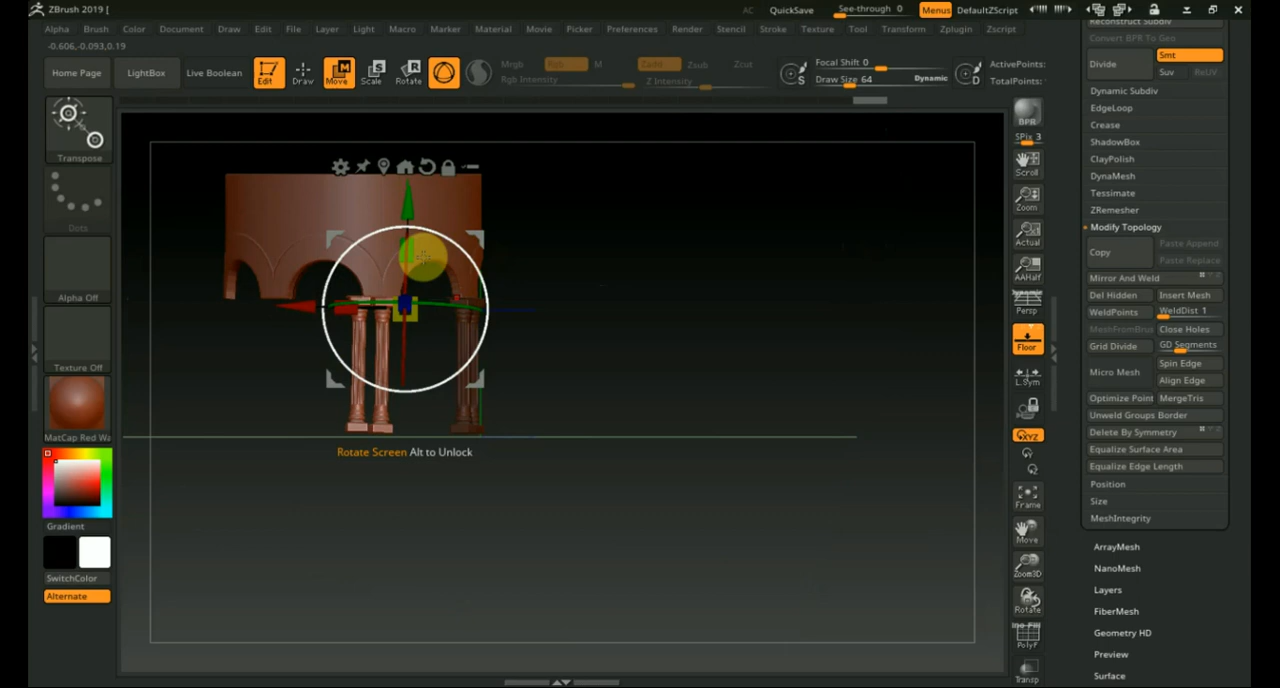 ZBrush 2019 [
AC QuickSave See-through 0 Menus DefaultZScript
Alpha Brush Color Document Draw Edit File Layer Light Macro Marker Material Movie Picker Preferences Render Stencil Stroke Texture Tool Transform Zplugin Zscript
-0.606,-0.093,0.19
Home Page LightBox Live Boolean Edit Draw Move Scale Rotate
Mrgb Rgb M Zadd Zsub Zcut
Rgb Intensity Z Intensity
Focal Shift 0
Draw Size 64 Dynamic
ActivePoints:
TotalPoints:
Transpose
Dots
Alpha Off
Texture Off
MatCap Red Wa
Gradient
SwitchColor
Alternate
Rotate Screen Alt to Unlock
BPR
SPix 3
Scroll
Zoom
Actual
AAHalf
Dynamic
Persp
Floor
L.Sym
XYZ
Frame
Move
Zoom3D
Rotate
PolyF
Transp
Reconstruct Subdiv
Convert BPR To Geo
Divide Smt
Suv ReUV
Dynamic Subdiv
EdgeLoop
Crease
ShadowBox
ClayPolish
DynaMesh
Tessimate
ZRemesher
Modify Topology
Copy Paste Append
Paste Replace
Mirror And Weld
Del Hidden Insert Mesh
WeldPoints WeldDist 1
MeshFromBrus Close Holes
Grid Divide GD Segments
Micro Mesh Spin Edge
Align Edge
Optimize Point MergeTris
Unweld Groups Border
Delete By Symmetry
Equalize Surface Area
Equalize Edge Length
Position
Size
MeshIntegrity
ArrayMesh
NanoMesh
Layers
FiberMesh
Geometry HD
Preview
Surface